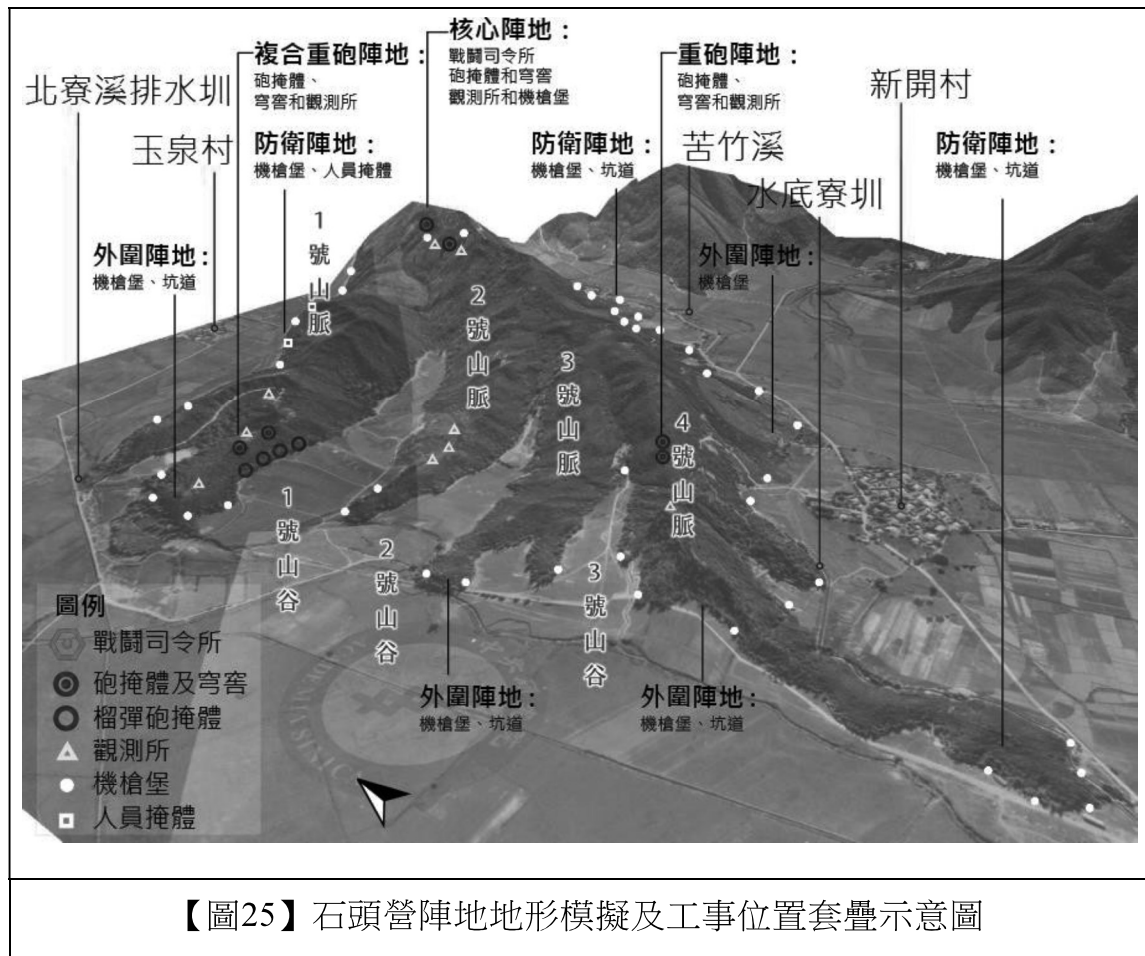 核心陣地：
戰鬪司令所
砲掩體和穹窖
觀測所和機槍堡
複合重砲陣地：
砲掩體、
穹窖和觀測所
重砲陣地：
砲掩體、
穹窖和觀測所
北寮溪排水圳
新開村
玉泉村
防衛陣地：
機槍堡、人員掩體
防衛陣地：
機槍堡、坑道
苦竹溪
防衛陣地：
機槍堡、坑道
水底寮圳
外圍陣地：
機槍堡、坑道
外圍陣地：
機槍堡
1號山脈
2號山脈
3號山脈
4號山脈
1號山谷
2號山谷
3號山谷
圖例
戰鬪司令所
砲掩體及穹窖
榴彈砲掩體
觀測所
機槍堡
人員掩體
外圍陣地：
機槍堡、坑道
外圍陣地：
機槍堡、坑道
【圖25】石頭營陣地地形模擬及工事位置套疊示意圖